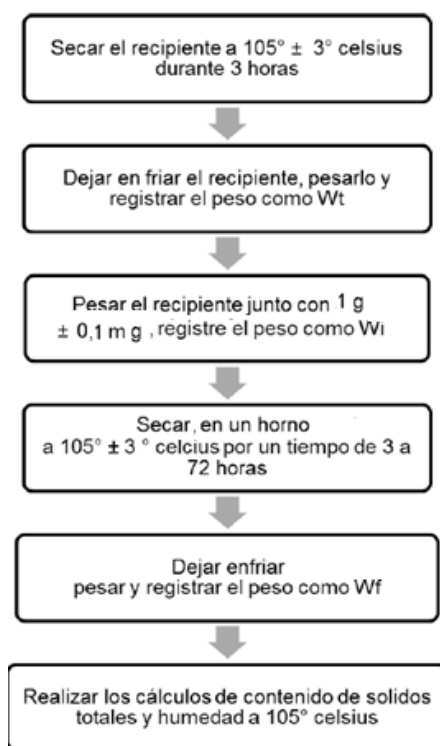 Secar el recipiente a 105° ± 3° celsius
durante 3 horas
Dejar en friar el recipiente, pesarlo y
registrar el peso como Wt
Pesar el recipiente junto con 1 g
± 0,1 m g , registre el peso como Wi
Secar, en un horno
a 105° ± 3 ° celcius por un tiempo de 3 a
72 horas
Dejar enfriar
pesar y registrar el peso como Wf
Realizar los cálculos de contenido de solidos
totales y humedad a 105° celsius